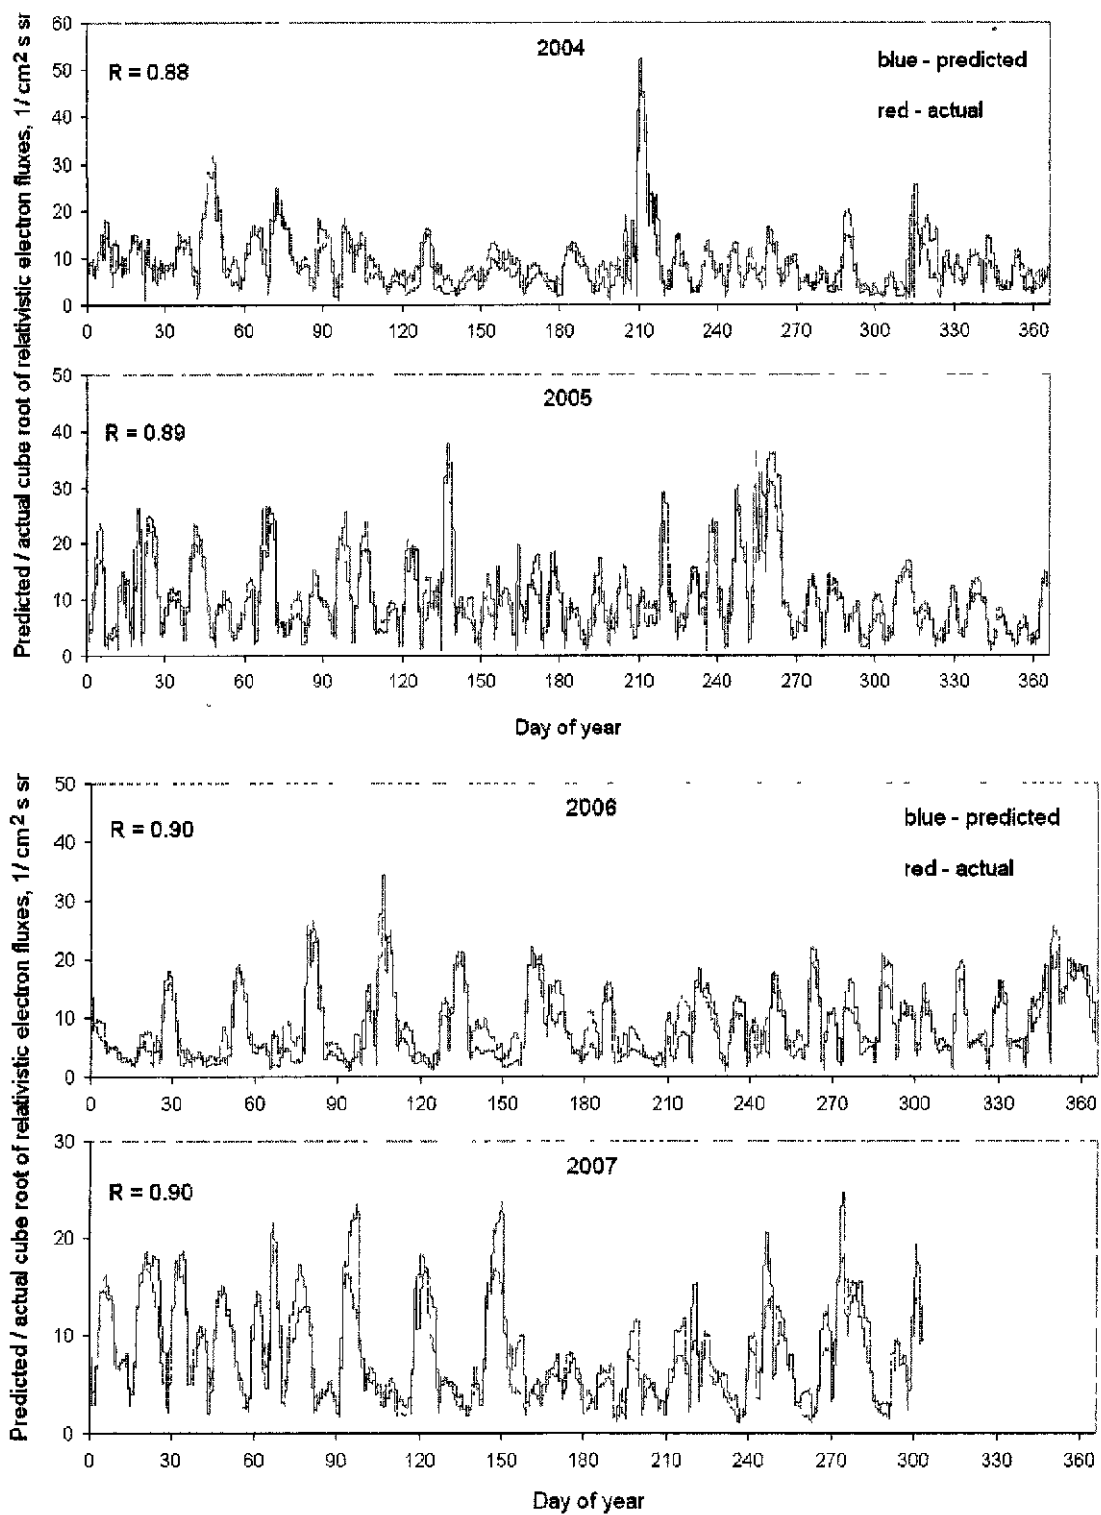 Predicted / actual cube root of relativistic electron fluxes, 1/ cm2 s sr
60
50
40
30
20
10
0
2004
R = 0.88
blue - predicted
red - actual
0 30 60 90 120 150 180 210 240 270 300 330 360
50
40
30
20
10
0
2005
R = 0.89
0 30 60 90 120 150 180 210 240 270 300 330 360
Day of year
Predicted / actual cube root of relativistic electron fluxes, 1/ cm2 s sr
50
40
30
20
10
0
2006
R = 0.90
blue - predicted
red - actual
0 30 60 90 120 150 180 210 240 270 300 330 360
30
20
10
0
2007
R = 0.90
0 30 60 90 120 150 180 210 240 270 300 330 360
Day of year